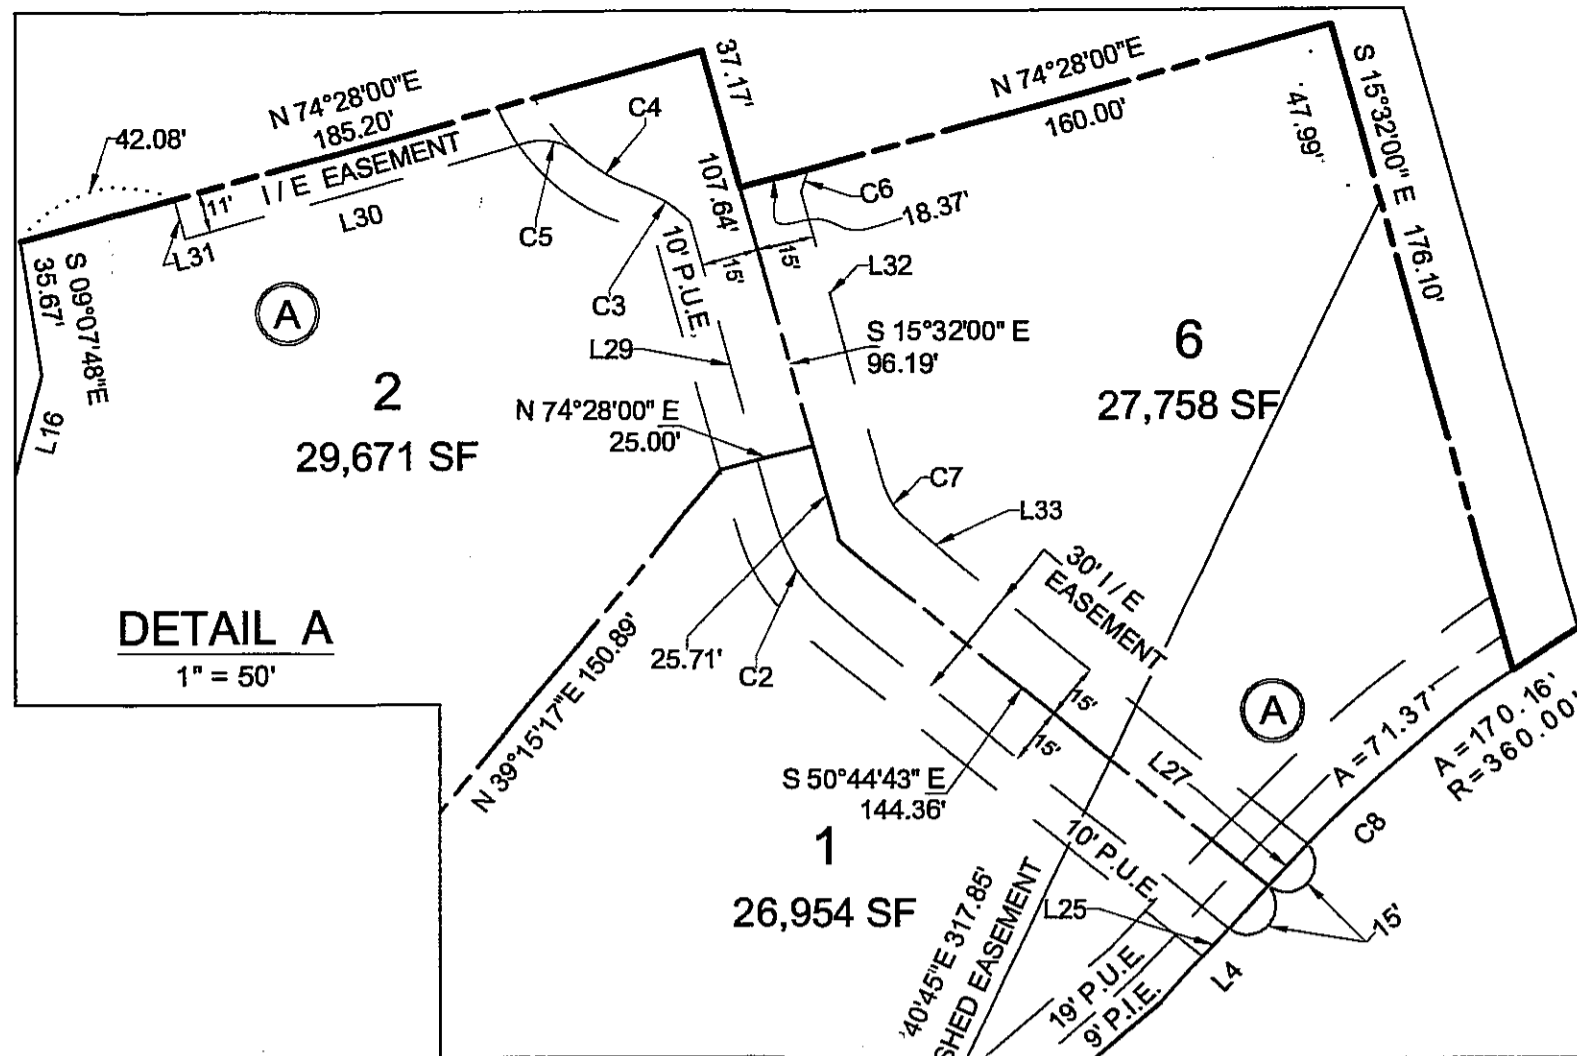 N 74°28'00"E
185.20'
42.08'
I / E EASEMENT
11'
L30
L31
S 09°07'48"E
35.67'
L16
A
2
29,671 SF
DETAIL A
1" = 50'
C4
C5
C3
10' P.U.E.
L29
N 74°28'00" E
25.00'
37.17'
107.64'
15'
15'
N 74°28'00"E
160.00'
C6
18.37'
L32
S 15°32'00" E
96.19'
6
27,758 SF
47.99'
S 15°32'00" E 176.10'
C7
L33
30' I / E
EASEMENT
N 39°15'17"E 150.89'
25.71'
C2
15'
15'
S 50°44'43" E
144.36'
L27
A
A=71.37'
A=170.16'
R=360.00'
C8
1
26,954 SF
10' P.U.E.
L25
15'
L4
19' P.U.E.
9' P.I.E.
'40'45"E 317.85'
SHED EASEMENT